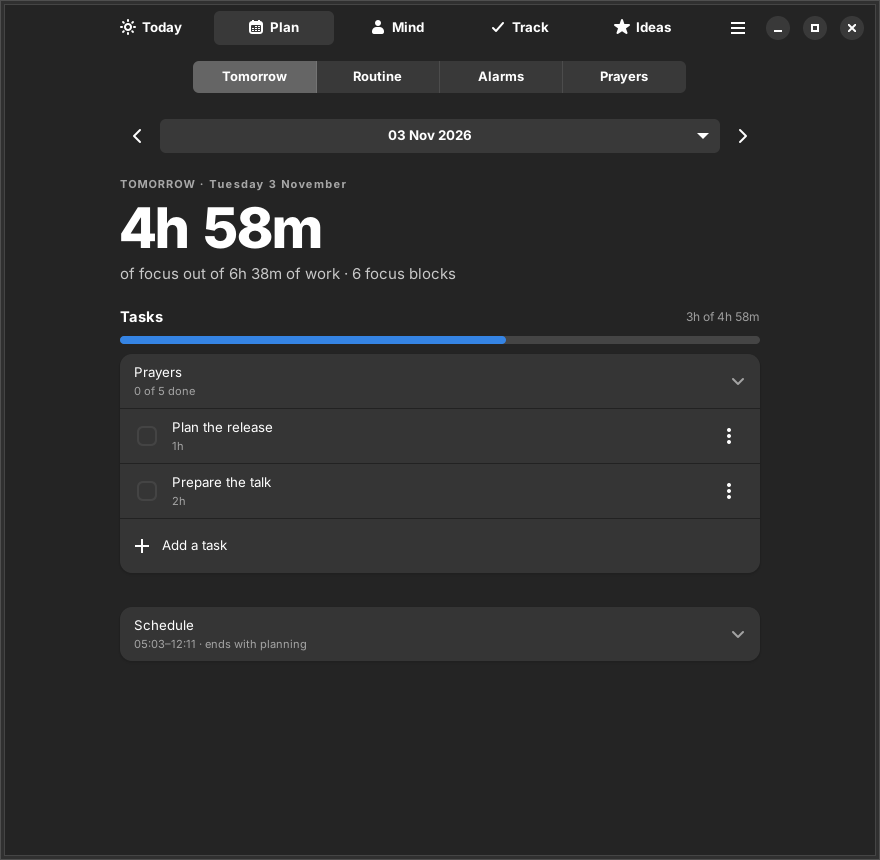 Today
Plan
Mind
Track
Ideas
Tomorrow
Routine
Alarms
Prayers
03 Nov 2026
TOMORROW · Tuesday 3 November
4h 58m
of focus out of 6h 38m of work · 6 focus blocks
Tasks
3h of 4h 58m
Prayers
0 of 5 done
Plan the release
1h
Prepare the talk
2h
Add a task
Schedule
05:03–12:11 · ends with planning